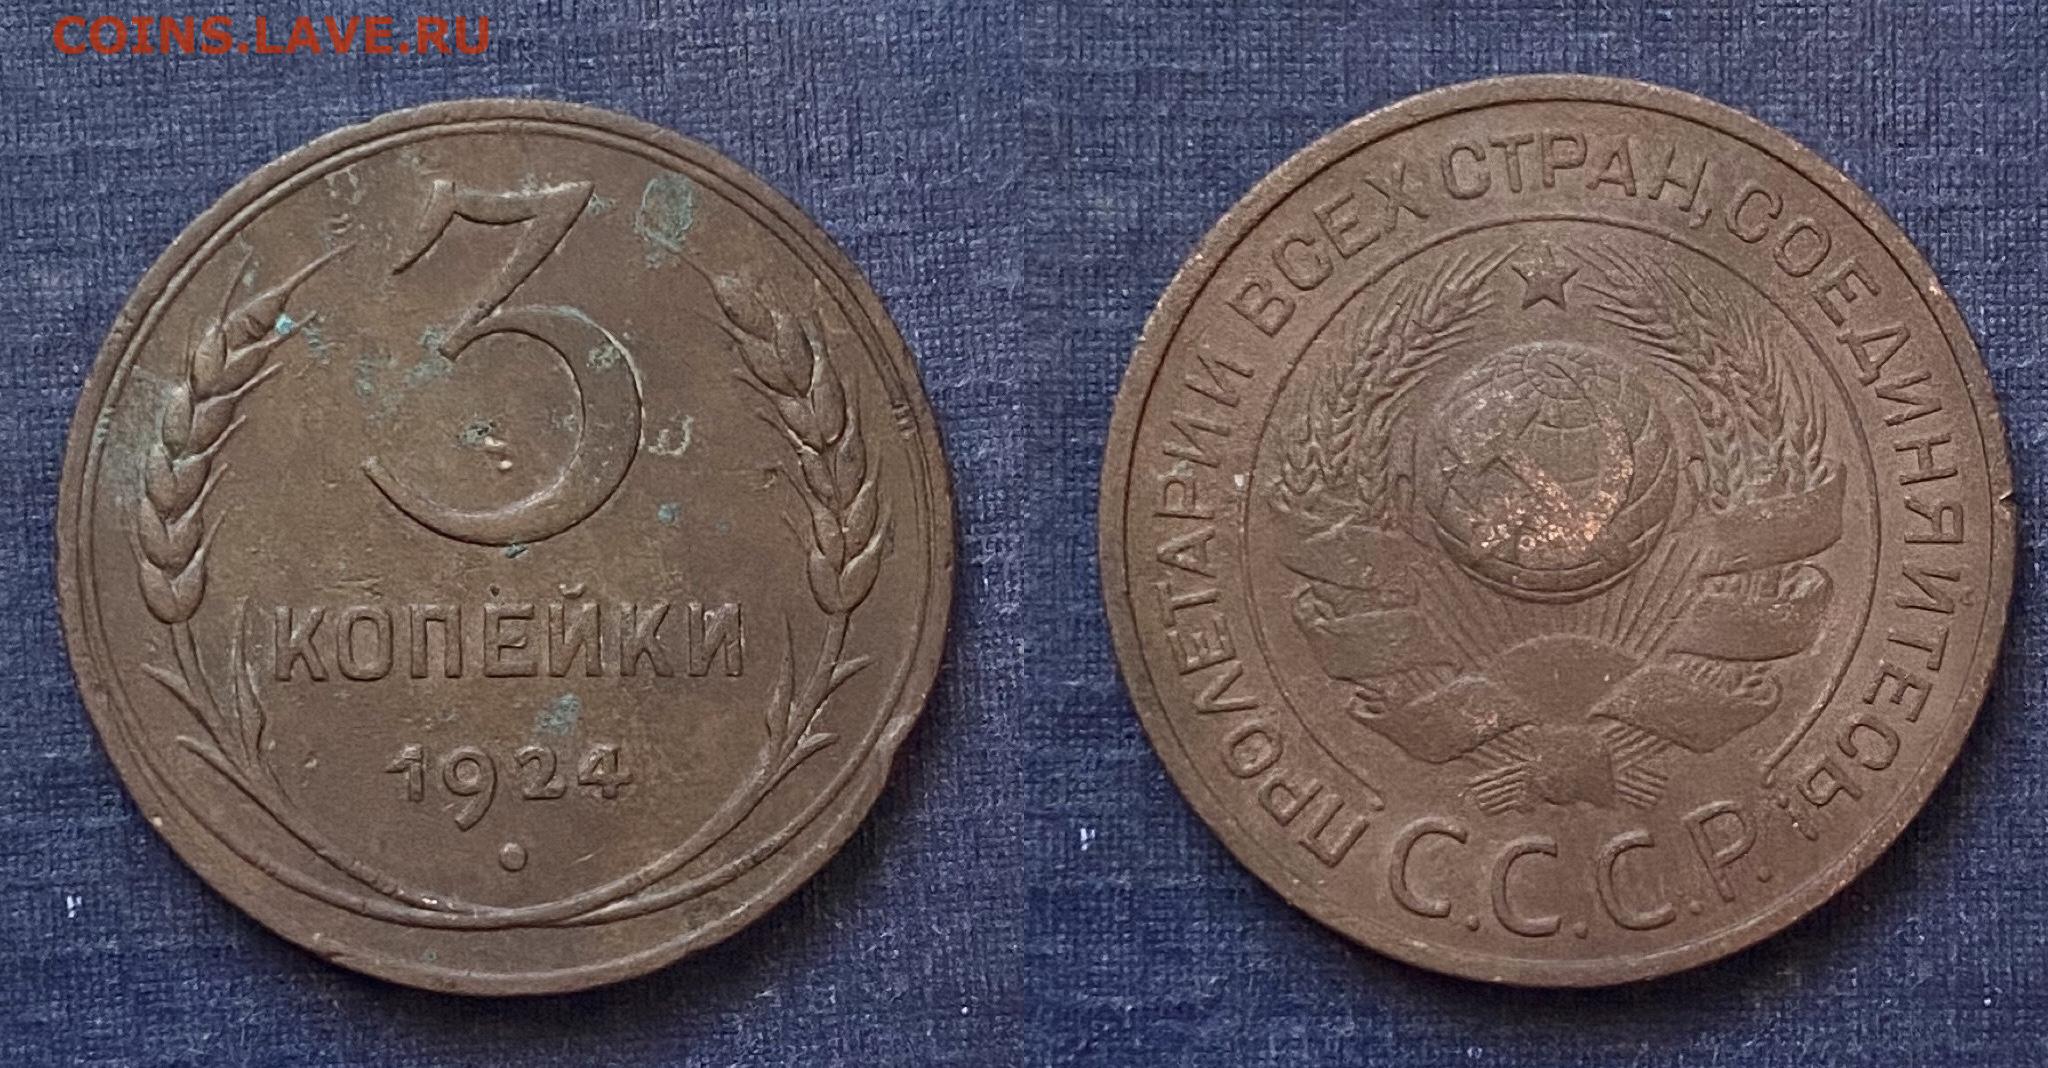 COINS.LAVE.RU
3
КОПЕЙКИ
1924
ПРОЛЕТАРИИ ВСЕХ СТРАН, СОЕДИНЯЙТЕСЬ!
С.С.С.Р.